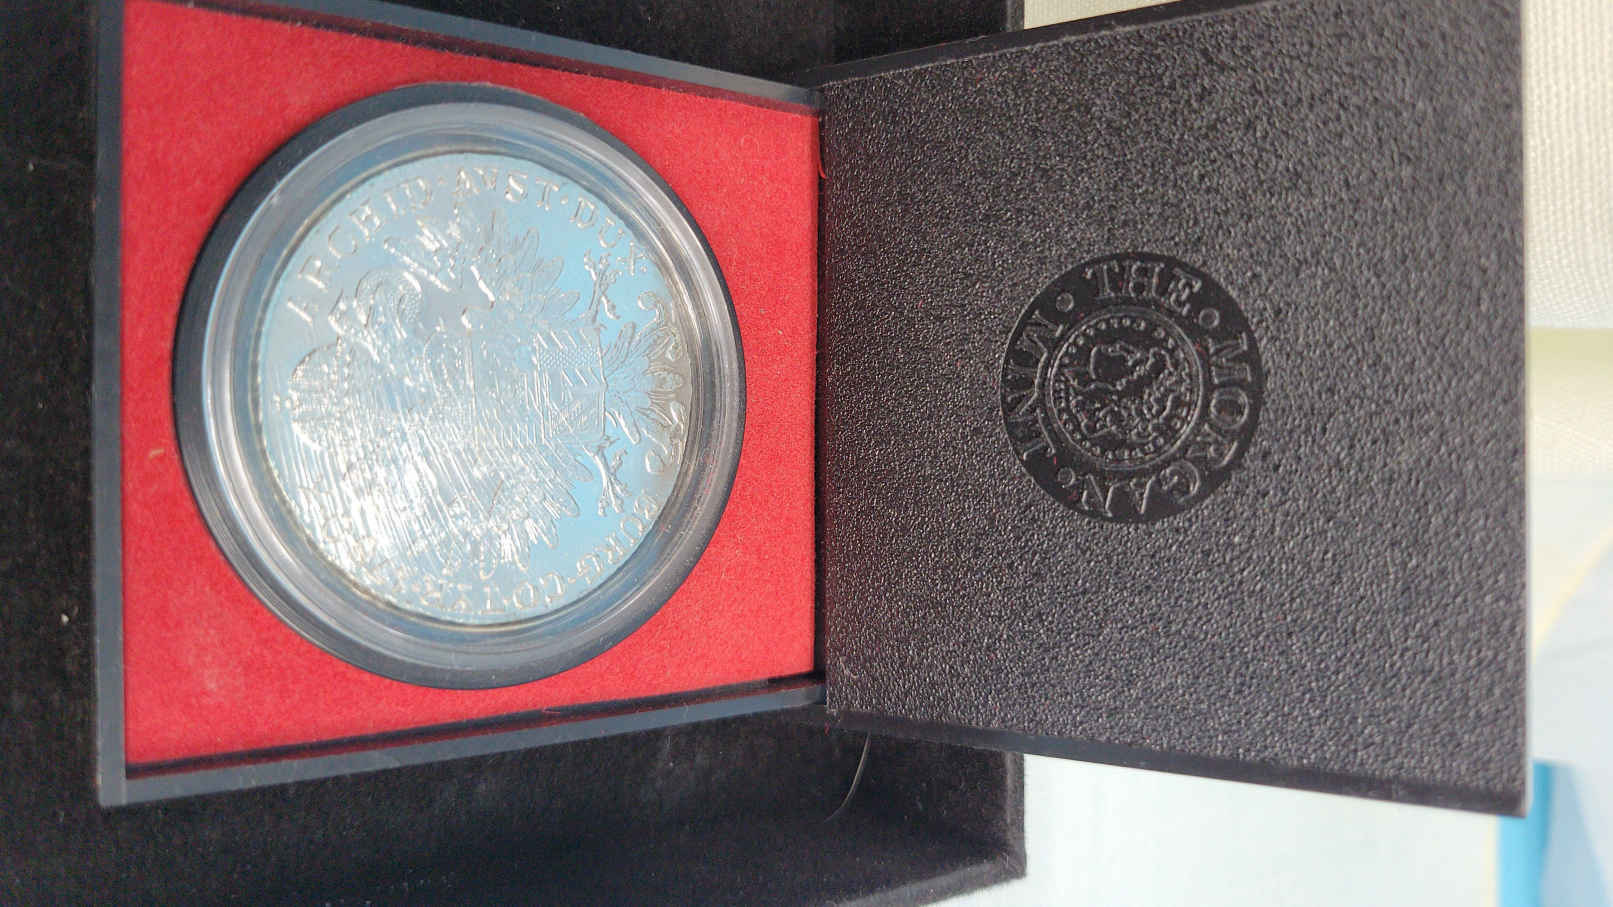 ARCHID·AVST·DUX
BURG·CO·TYR·
·THE·MORGAN·MINT